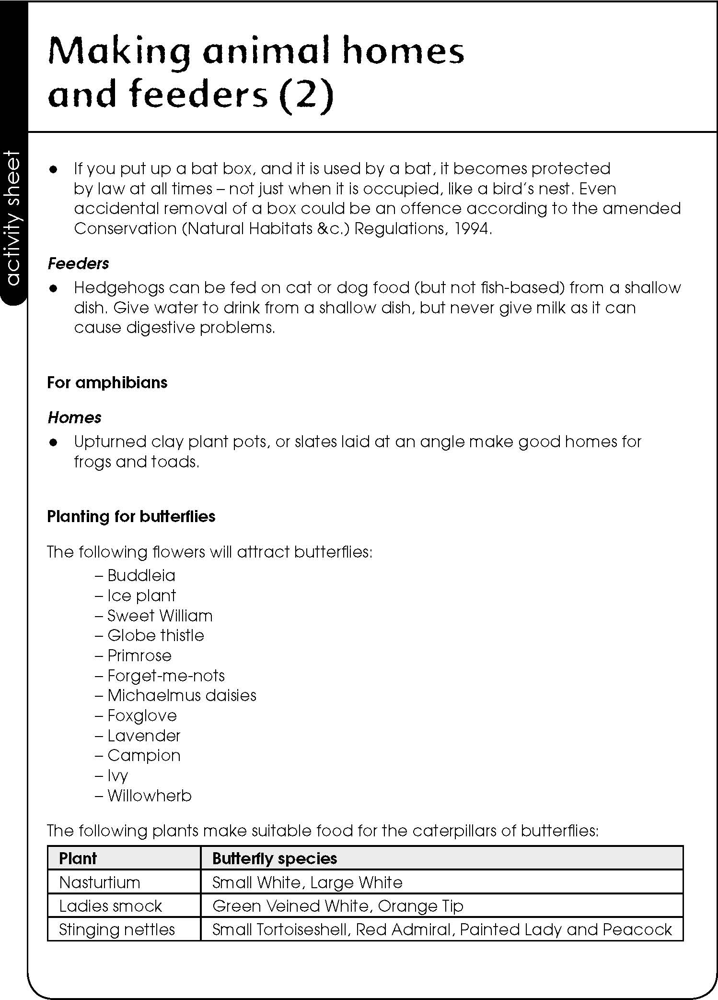 Making animal homes
and feeders (2)
activity sheet
● If you put up a bat box, and it is used by a bat, it becomes protected
by law at all times – not just when it is occupied, like a bird's nest. Even
accidental removal of a box could be an offence according to the amended
Conservation (Natural Habitats &c.) Regulations, 1994.
Feeders
● Hedgehogs can be fed on cat or dog food (but not fish-based) from a shallow
dish. Give water to drink from a shallow dish, but never give milk as it can
cause digestive problems.
For amphibians
Homes
● Upturned clay plant pots, or slates laid at an angle make good homes for
frogs and toads.
Planting for butterflies
The following flowers will attract butterflies:
– Buddleia
– Ice plant
– Sweet William
– Globe thistle
– Primrose
– Forget-me-nots
– Michaelmus daisies
– Foxglove
– Lavender
– Campion
– Ivy
– Willowherb
The following plants make suitable food for the caterpillars of butterflies:
Plant Butterfly species
Nasturtium Small White, Large White
Ladies smock Green Veined White, Orange Tip
Stinging nettles Small Tortoiseshell, Red Admiral, Painted Lady and Peacock